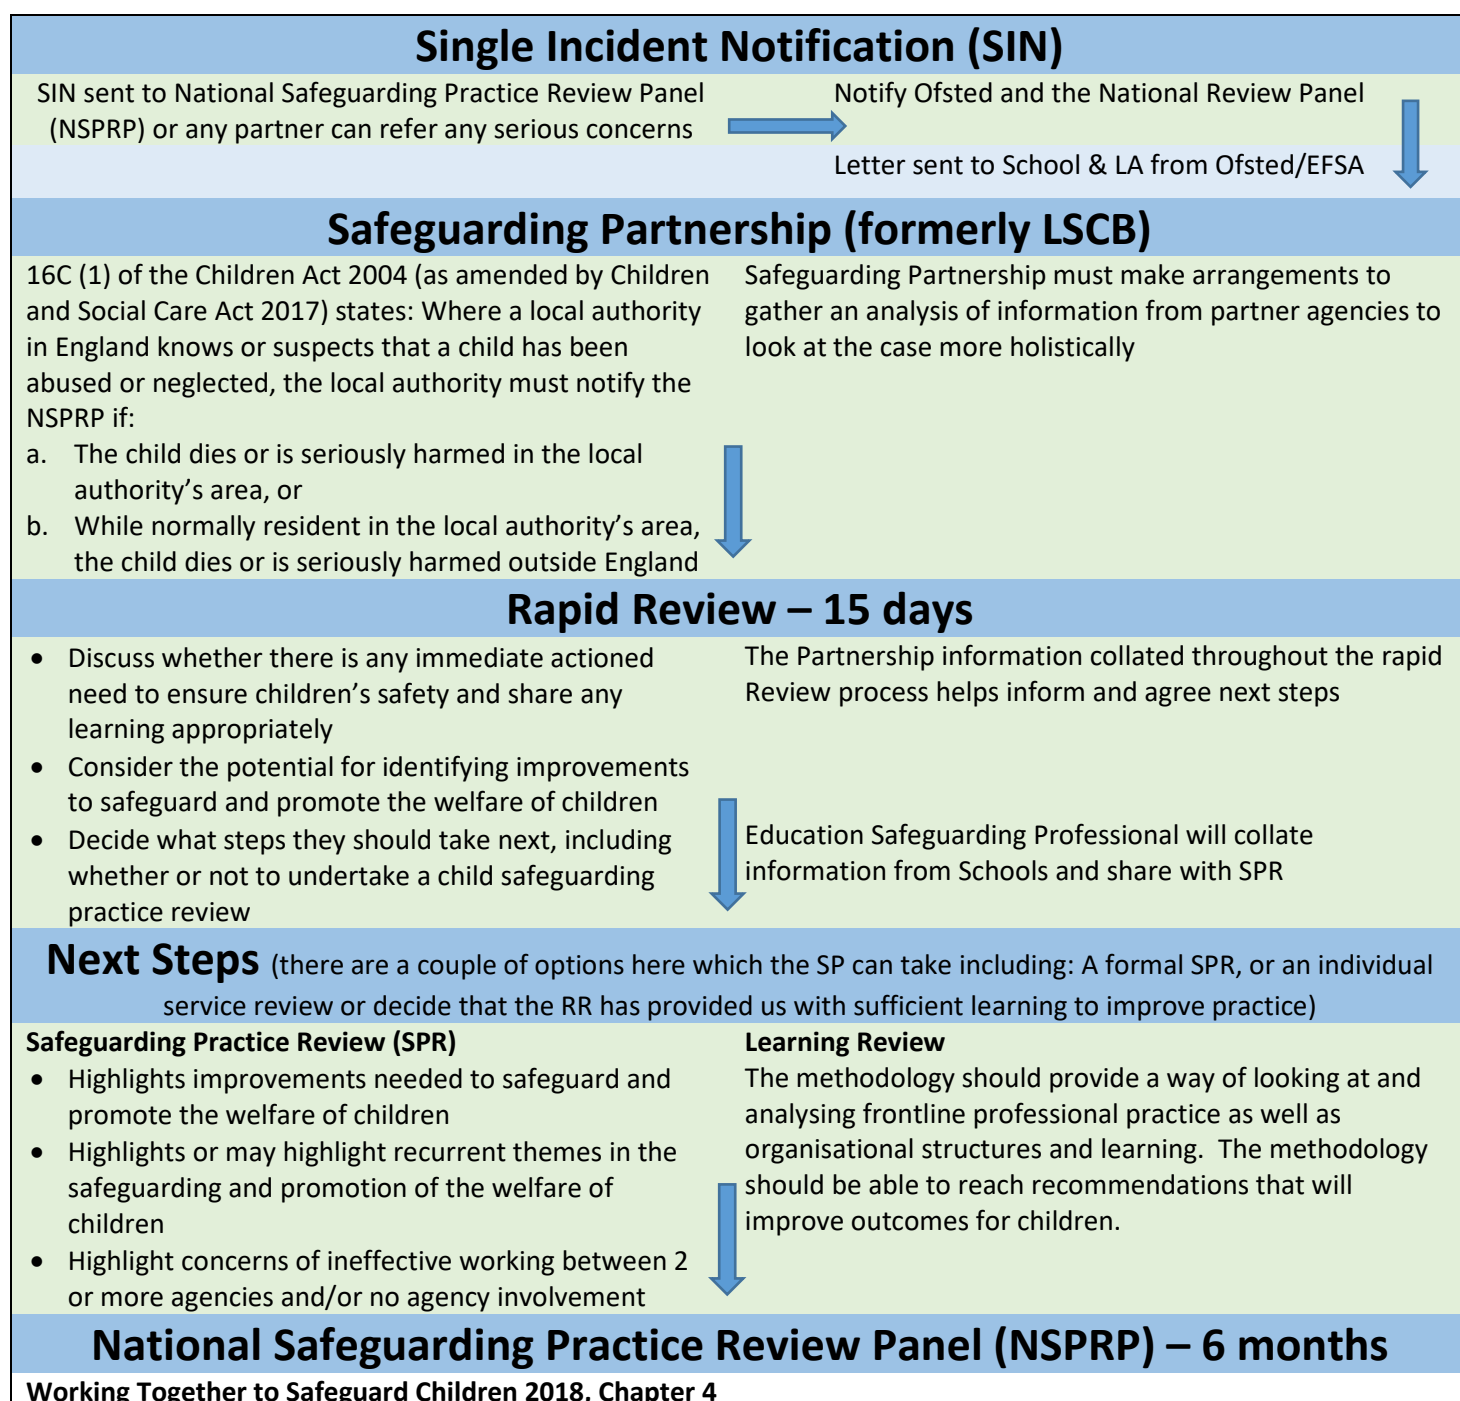 Single Incident Notification (SIN)
SIN sent to National Safeguarding Practice Review Panel
(NSPRP) or any partner can refer any serious concerns
Notify Ofsted and the National Review Panel
Letter sent to School & LA from Ofsted/EFSA
Safeguarding Partnership (formerly LSCB)
16C (1) of the Children Act 2004 (as amended by Children
and Social Care Act 2017) states: Where a local authority
in England knows or suspects that a child has been
abused or neglected, the local authority must notify the
NSPRP if:
a. The child dies or is seriously harmed in the local
authority’s area, or
b. While normally resident in the local authority’s area,
the child dies or is seriously harmed outside England
Safeguarding Partnership must make arrangements to
gather an analysis of information from partner agencies to
look at the case more holistically
Rapid Review – 15 days
• Discuss whether there is any immediate actioned
need to ensure children’s safety and share any
learning appropriately
• Consider the potential for identifying improvements
to safeguard and promote the welfare of children
• Decide what steps they should take next, including
whether or not to undertake a child safeguarding
practice review
The Partnership information collated throughout the rapid
Review process helps inform and agree next steps
Education Safeguarding Professional will collate
information from Schools and share with SPR
Next Steps (there are a couple of options here which the SP can take including: A formal SPR, or an individual
service review or decide that the RR has provided us with sufficient learning to improve practice)
Safeguarding Practice Review (SPR)
• Highlights improvements needed to safeguard and
promote the welfare of children
• Highlights or may highlight recurrent themes in the
safeguarding and promotion of the welfare of
children
• Highlight concerns of ineffective working between 2
or more agencies and/or no agency involvement
Learning Review
The methodology should provide a way of looking at and
analysing frontline professional practice as well as
organisational structures and learning.  The methodology
should be able to reach recommendations that will
improve outcomes for children.
National Safeguarding Practice Review Panel (NSPRP) – 6 months
Working Together to Safeguard Children 2018, Chapter 4